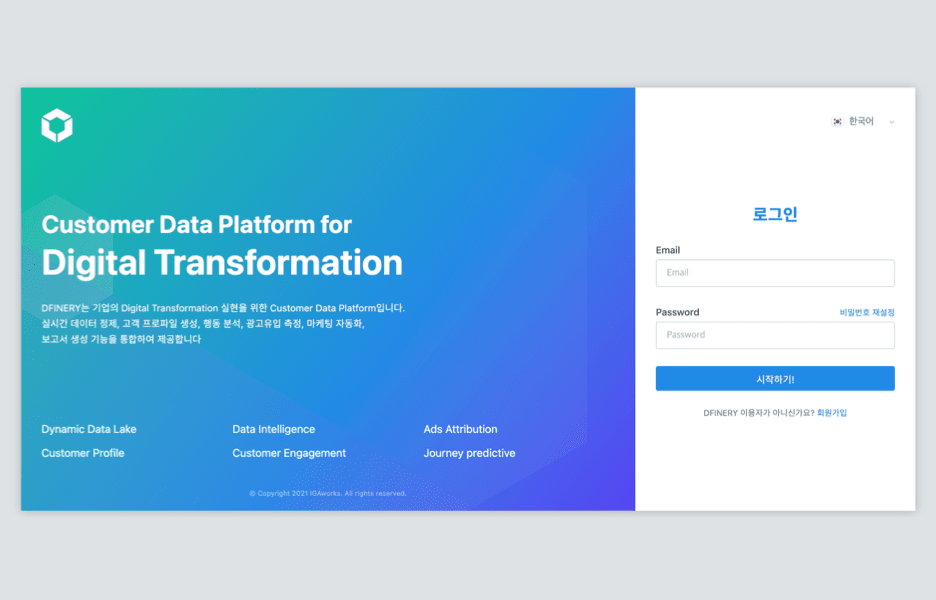 Customer Data Platform for
Digital Transformation
DFINERY는 기업의 Digital Transformation 실현을 위한 Customer Data Platform입니다.
실시간 데이터 정제, 고객 프로파일 생성, 행동 분석, 광고유입 측정, 마케팅 자동화,
보고서 생성 기능을 통합하여 제공합니다
Dynamic Data Lake
Data Intelligence
Ads Attribution
Customer Profile
Customer Engagement
Journey predictive
© Copyright 2021 IGAworks. All rights reserved.
한국어
로그인
Email
Email
Password
비밀번호 재설정
Password
시작하기!
DFINERY 이용자가 아니신가요? 회원가입